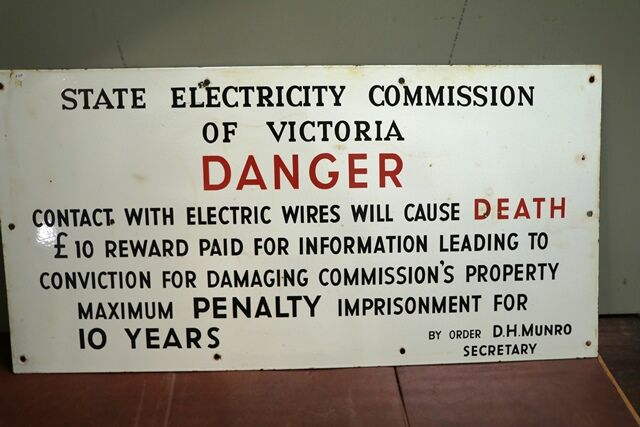 STATE ELECTRICITY COMMISSION
OF VICTORIA
DANGER
CONTACT WITH ELECTRIC WIRES WILL CAUSE DEATH
£10 REWARD PAID FOR INFORMATION LEADING TO
CONVICTION FOR DAMAGING COMMISSION'S PROPERTY
MAXIMUM PENALTY IMPRISONMENT FOR
10 YEARS
BY ORDER D.H.MUNRO
SECRETARY